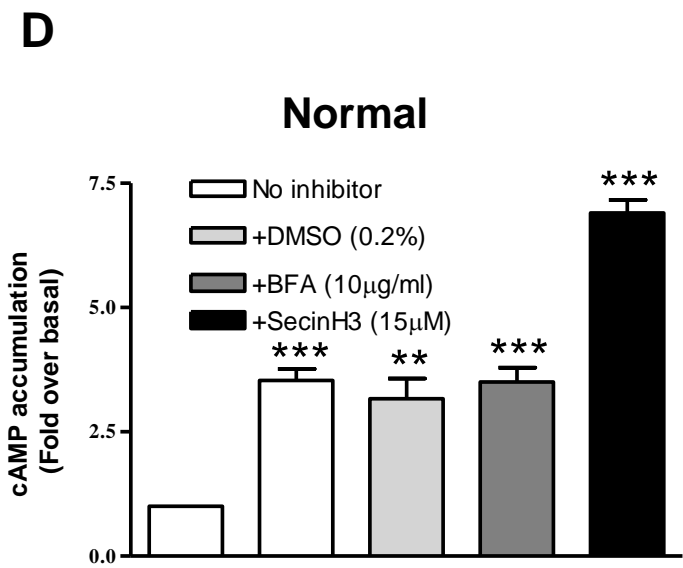 D
Normal
cAMP accumulation
(Fold over basal)
7.5
5.0
2.5
0.0
No inhibitor
+DMSO (0.2%)
+BFA (10μg/ml)
+SecinH3 (15μM)
***
**
***
***